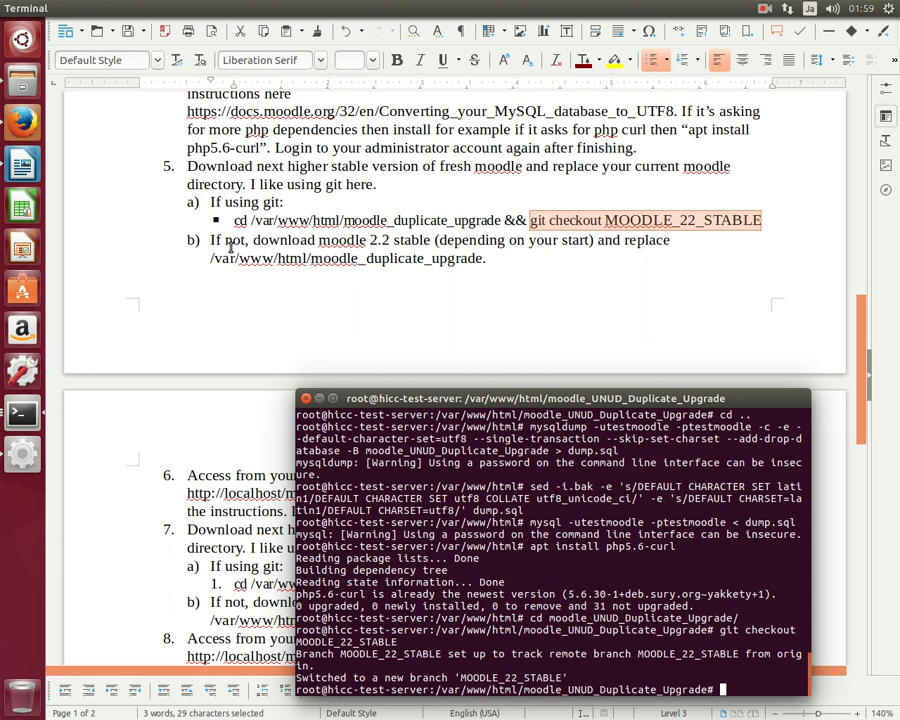 Terminal
Ja
01:59
Default Style
Liberation Serif
instructions here
https://docs.moodle.org/32/en/Converting_your_MySQL_database_to_UTF8. If it's asking
for more php dependencies then install for example if it asks for php curl then “apt install
php5.6-curl”. Login to your administrator account again after finishing.
5. Download next higher stable version of fresh moodle and replace your current moodle
directory. I like using git here.
a) If using git:
▪ cd /var/www/html/moodle_duplicate_upgrade && git checkout MOODLE_22_STABLE
b) If not, download moodle 2.2 stable (depending on your start) and replace
/var/www/html/moodle_duplicate_upgrade.
6. Access from your
http://localhost/m
the instructions. I
7. Download next h
directory. I like u
a) If using git:
1. cd /var/ww
b) If not, downlo
/var/www/htm
8. Access from your
http://localhost/m
root@hicc-test-server: /var/www/html/moodle_UNUD_Duplicate_Upgrade
root@hicc-test-server:/var/www/html/moodle_UNUD_Duplicate_Upgrade# cd ..
root@hicc-test-server:/var/www/html# mysqldump -utestmoodle -ptestmoodle -c -e -
-default-character-set=utf8 --single-transaction --skip-set-charset --add-drop-d
atabase -B moodle_UNUD_Duplicate_Upgrade > dump.sql
mysqldump: [Warning] Using a password on the command line interface can be insec
ure.
root@hicc-test-server:/var/www/html# sed -i.bak -e 's/DEFAULT CHARACTER SET lati
n1/DEFAULT CHARACTER SET utf8 COLLATE utf8_unicode_ci/' -e 's/DEFAULT CHARSET=la
tin1/DEFAULT CHARSET=utf8/' dump.sql
root@hicc-test-server:/var/www/html# mysql -utestmoodle -ptestmoodle < dump.sql
mysql: [Warning] Using a password on the command line interface can be insecure.
root@hicc-test-server:/var/www/html# apt install php5.6-curl
Reading package lists... Done
Building dependency tree
Reading state information... Done
php5.6-curl is already the newest version (5.6.30-1+deb.sury.org~yakkety+1).
0 upgraded, 0 newly installed, 0 to remove and 31 not upgraded.
root@hicc-test-server:/var/www/html# cd moodle_UNUD_Duplicate_Upgrade/
root@hicc-test-server:/var/www/html/moodle_UNUD_Duplicate_Upgrade# git checkout
MOODLE_22_STABLE
Branch MOODLE_22_STABLE set up to track remote branch MOODLE_22_STABLE from orig
in.
Switched to a new branch 'MOODLE_22_STABLE'
root@hicc-test-server:/var/www/html/moodle_UNUD_Duplicate_Upgrade#
Page 1 of 2
3 words, 29 characters selected
Default Style
English (USA)
Level 3
140%